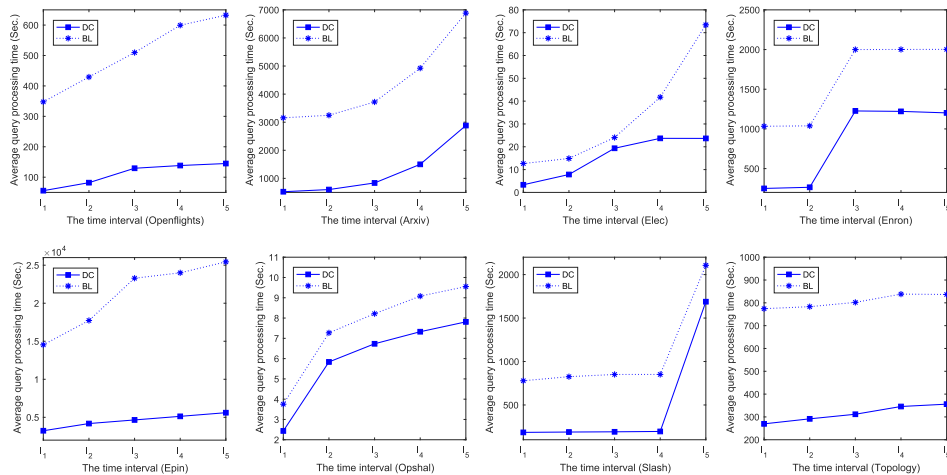 Average query processing time (Sec.)
600
500
400
300
200
100
DC
BL
I1 I2 I3 I4 I5
The time interval (Openflights)
Average query processing time (Sec.)
7000
6000
5000
4000
3000
2000
1000
DC
BL
I1 I2 I3 I4 I5
The time interval (Arxiv)
Average query processing time (Sec.)
80
70
60
50
40
30
20
10
0
DC
BL
I1 I2 I3 I4 I5
The time interval (Elec)
Average query processing time (Sec.)
2500
2000
1500
1000
500
DC
BL
I1 I2 I3 I4 I5
The time interval (Enron)
Average query processing time (Sec.)
×10^4
2.5
1.5
0.5
DC
BL
I1 I2 I3 I4 I5
The time interval (Epin)
Average query processing time (Sec.)
11
10
9
8
7
6
5
4
3
2
DC
BL
I1 I2 I3 I4 I5
The time interval (Opshal)
Average query processing time (Sec.)
2000
1500
1000
500
DC
BL
I1 I2 I3 I4 I5
The time interval (Slash)
Average query processing time (Sec.)
1000
900
800
700
600
500
400
300
200
DC
BL
I1 I2 I3 I4 I5
The time interval (Topology)